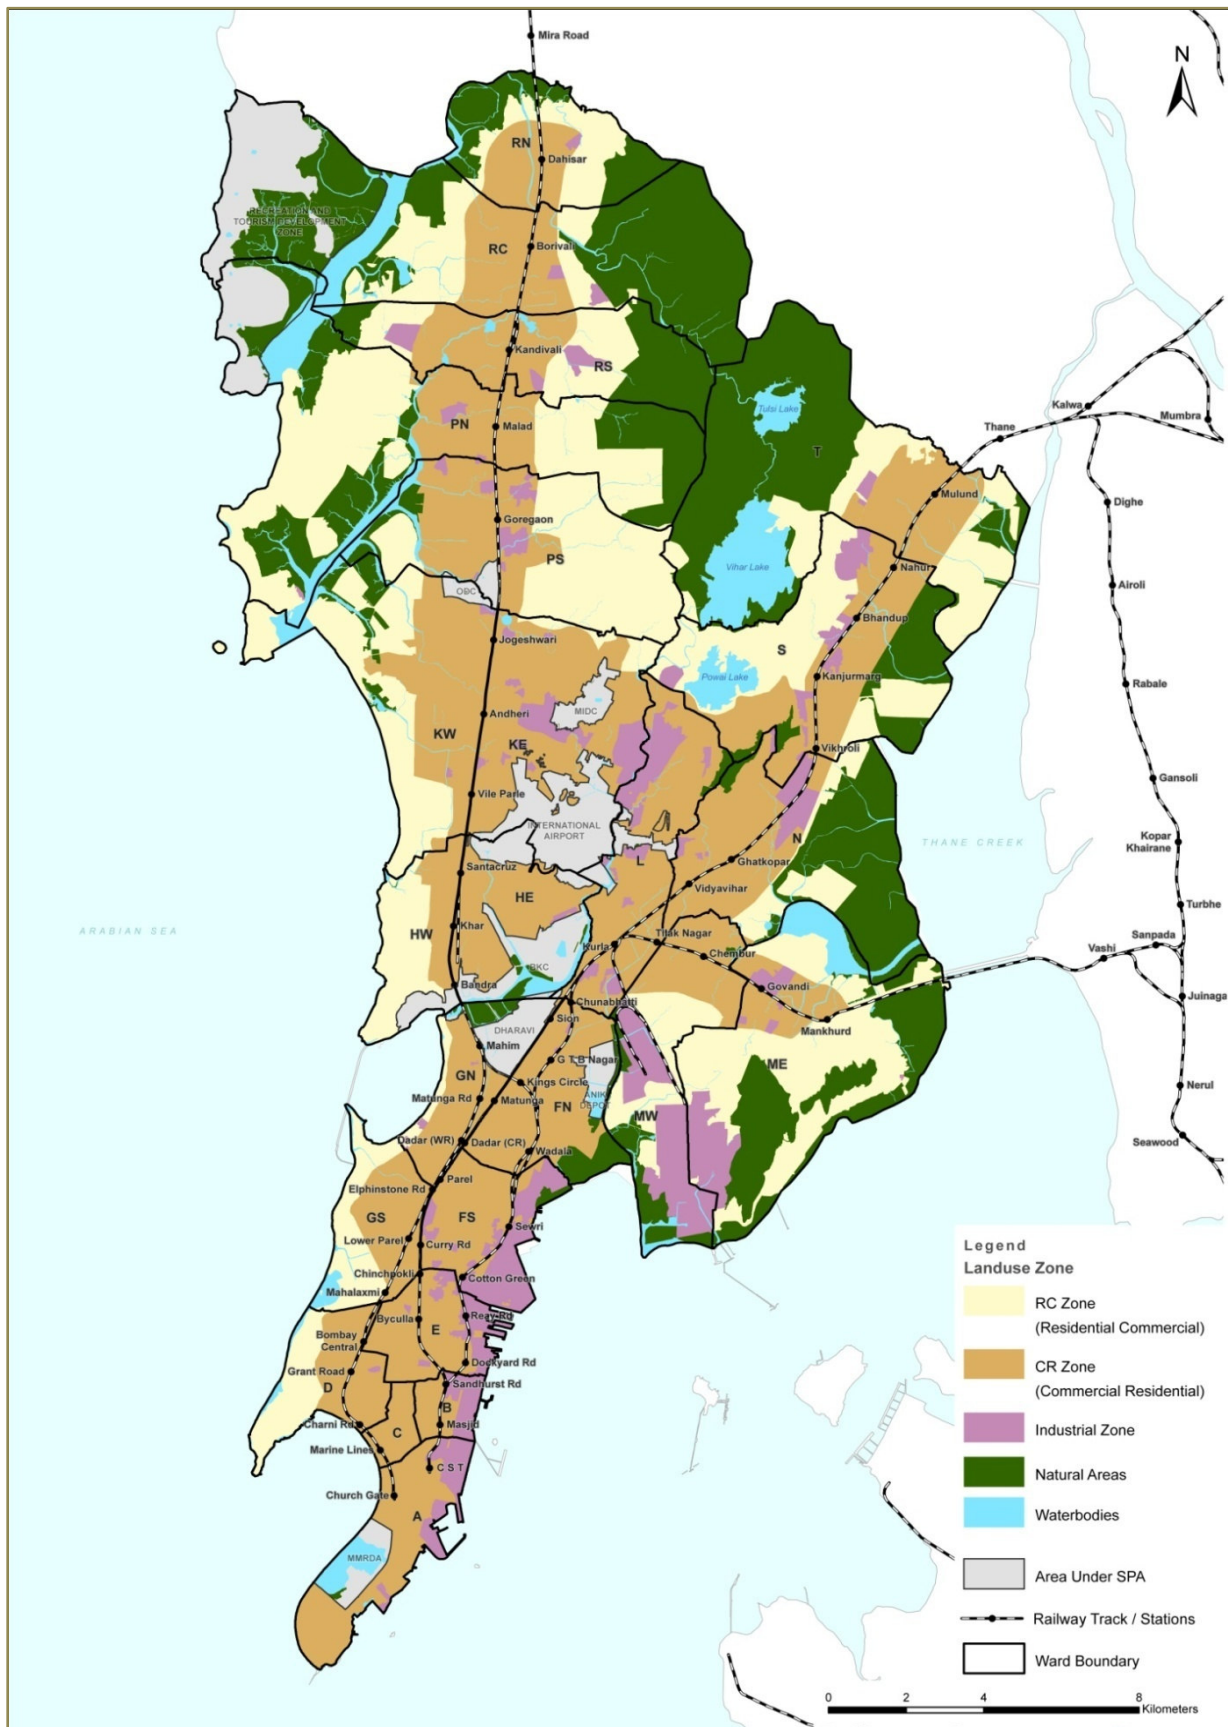 Mira Road
N
RN
Dahisar
RECREATION AND
TOURISM DEVELOPMENT
ZONE
RC
Borivali
Kandivali
RS
Tulsi Lake
Kalwa
Mumbra
PN
Malad
Thane
T
Mulund
Dighe
Goregaon
PS
Vihar Lake
Nahur
Airoli
ODC
Bhandup
Jogeshwari
S
Powai Lake
Kanjurmarg
Rabale
MIDC
Andheri
KW
KE
Vikhroli
Gansoli
Vile Parle
INTERNATIONAL
AIRPORT
N
THANE CREEK
Kopar
Khairane
L
Ghatkopar
Santacruz
Vidyavihar
HE
Turbhe
ARABIAN SEA
HW
Khar
Tilak Nagar
Kurla
Sanpada
Vashi
Chembur
BKC
Bandra
Govandi
Juinaga
Chunabhatti
Sion
DHARAVI
Mankhurd
Mahim
G T B Nagar
ME
GN
Kings Circle
Nerul
ANIK
DEPOT
Matunga Rd
Matunga
FN
MW
Dadar (WR)
Dadar (CR)
Wadala
Seawood
Parel
Elphinstone Rd
GS
FS
Sewri
Lower Parel
Curry Rd
Chinchpokli
Cotton Green
Mahalaxmi
Reay Rd
Byculla
E
Bombay
Central
Dockyard Rd
Grant Road
Sandhurst Rd
D
B
Charni Rd
C
Masjid
Marine Lines
C S T
Church Gate
A
MMRDA
Legend
Landuse Zone
RC Zone
(Residential Commercial)
CR Zone
(Commercial Residential)
Industrial Zone
Natural Areas
Waterbodies
Area Under SPA
Railway Track / Stations
Ward Boundary
0 2 4 8
Kilometers